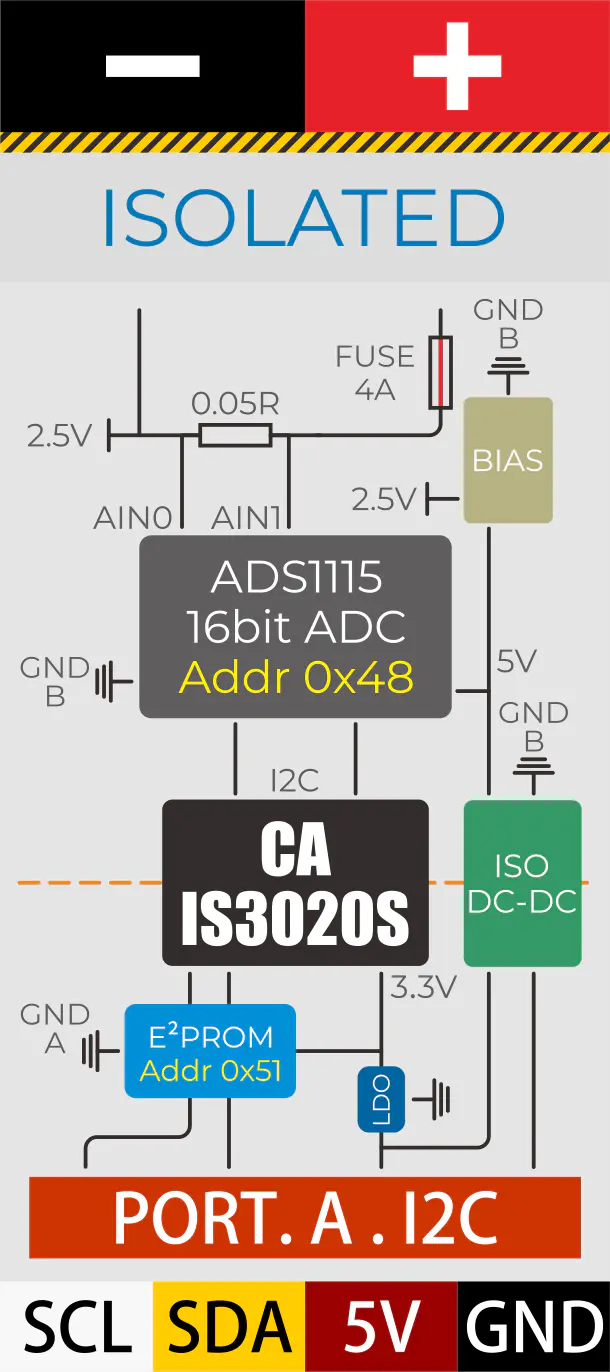 − +
ISOLATED
GND
B
FUSE
4A
0.05R
2.5V
BIAS
2.5V
AIN0 AIN1
ADS1115
16bit ADC
Addr 0x48
GND
B
5V
GND
B
I2C
CA
IS3020S
ISO
DC-DC
3.3V
GND
A
E²PROM
Addr 0x51
LDO
PORT. A . I2C
SCL SDA 5V GND